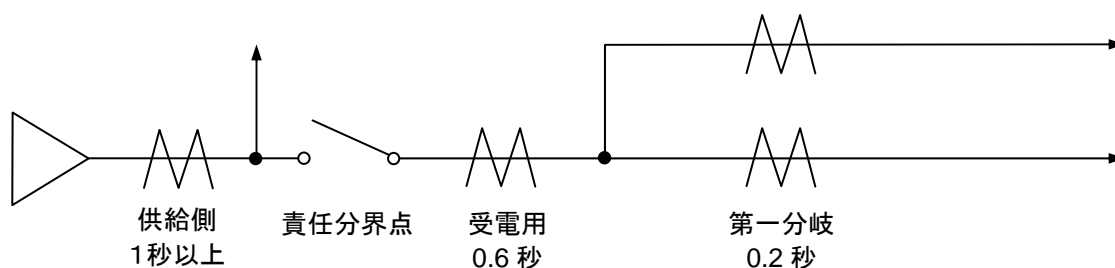 供給側
1秒以上
責任分界点
受電用
0.6 秒
第一分岐
0.2 秒